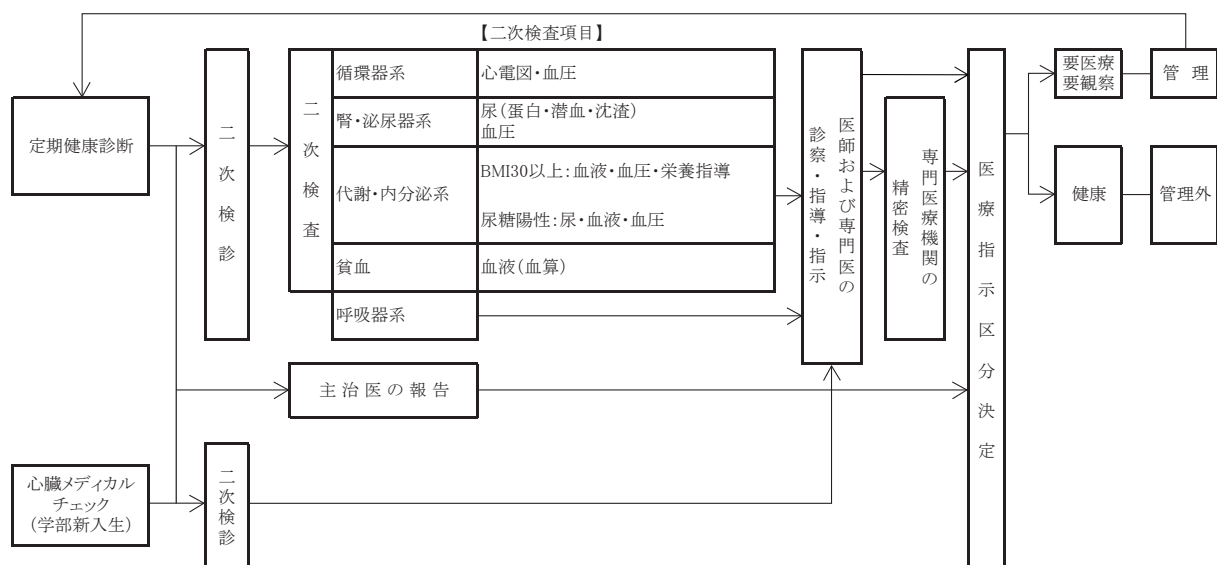 【二次検査項目】
定期健康診断
二次検診
二次検査
循環器系
心電図・血圧
腎・泌尿器系
尿(蛋白・潜血・沈渣)
血圧
代謝・内分泌系
BMI30以上:血液・血圧・栄養指導
尿糖陽性:尿・血液・血圧
貧血
血液(血算)
呼吸器系
医師および専門医の
診察・指導・指示
専門医療機関の
精密検査
医療指示区分決定
要医療
要観察
管理
健康
管理外
主治医の報告
心臓メディカル
チェック
(学部新入生)
二次検診